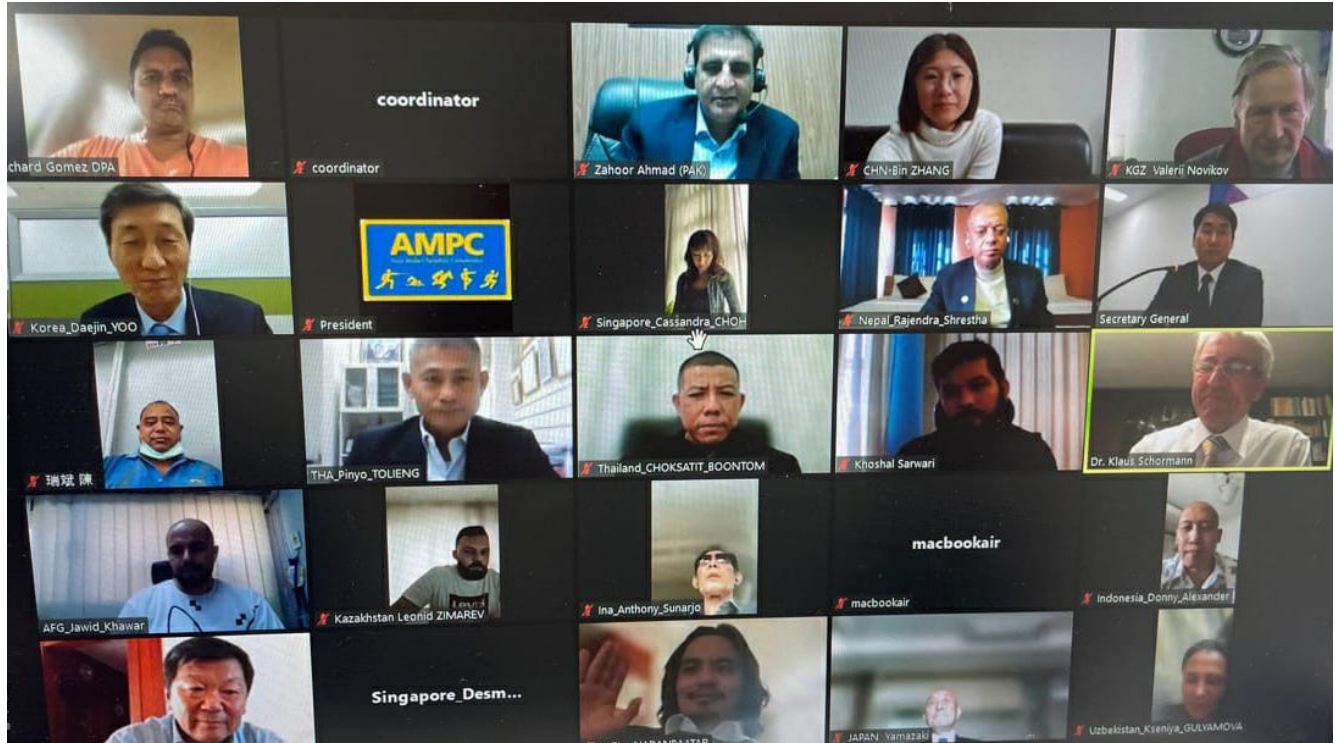 chard Gomez DPA
coordinator
coordinator
Zahoor Ahmad (PAK)
CHN-Bin ZHANG
KGZ Valerii Novikov
Korea_Daejin_YOO
AMPC
President
Singapore_Cassandra_CHOH
Nepal_Rajendra_Shrestha
Secretary General
瑞斌 陳
THA_Pinyo_TOLIENG
Thailand_CHOKSATIT_BOONTOM
Khoshal Sarwari
Dr. Klaus Schormann
AFG_Jawid_Khawar
Kazakhstan Leonid ZIMAREV
Ina_Anthony_Sunarjo
macbookair
macbookair
Indonesia_Donny_Alexander
Singapore_Desm...
JAPAN_Yamazaki
Uzbekistan_Kseniya_GULYAMOVA